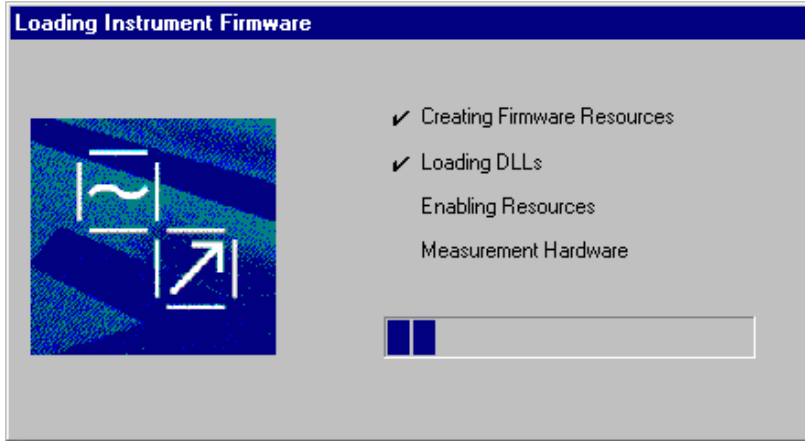 Loading Instrument Firmware
✔ Creating Firmware Resources
✔ Loading DLLs
Enabling Resources
Measurement Hardware